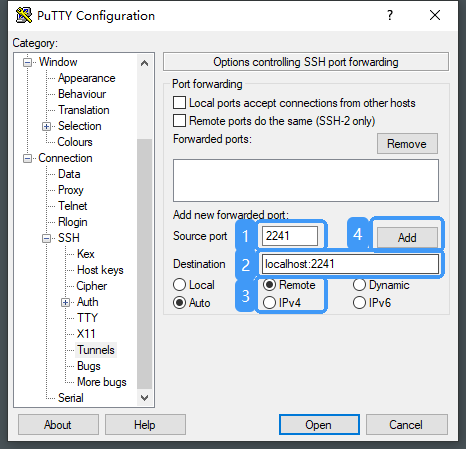 PuTTY Configuration
Category:
Window
Appearance
Behaviour
Translation
Selection
Colours
Connection
Data
Proxy
Telnet
Rlogin
SSH
Kex
Host keys
Cipher
Auth
TTY
X11
Tunnels
Bugs
More bugs
Serial
Options controlling SSH port forwarding
Port forwarding
Local ports accept connections from other hosts
Remote ports do the same (SSH-2 only)
Forwarded ports:
Remove
Add new forwarded port:
Source port 1 2241 4 Add
Destination 2 localhost:2241
Local 3 Remote Dynamic
Auto IPv4 IPv6
About Help Open Cancel